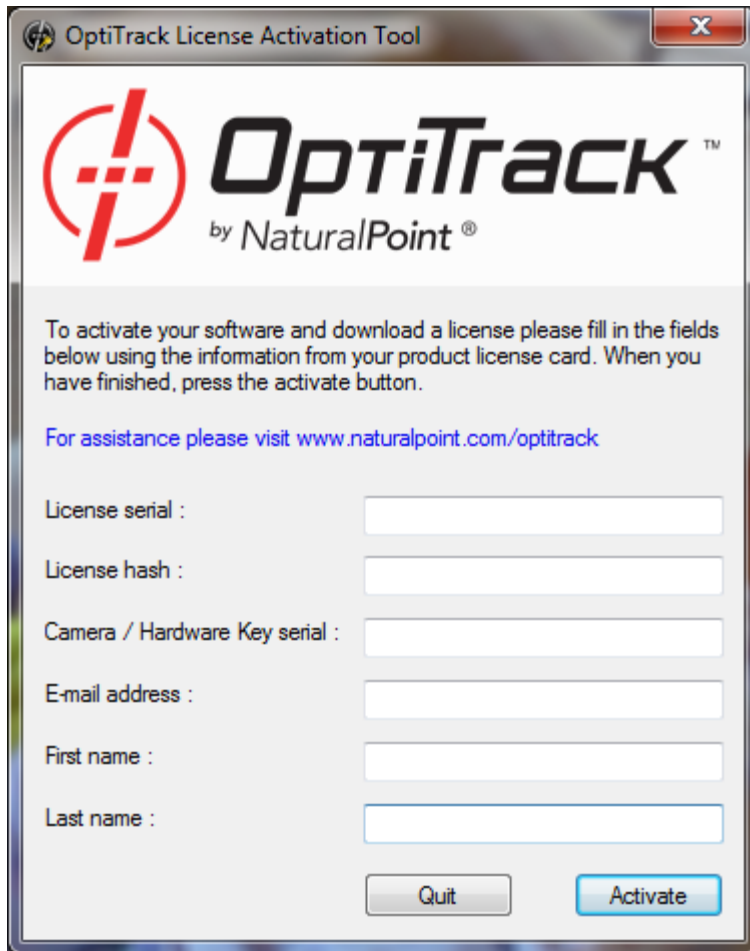 OptiTrack License Activation Tool
OptiTrack ™
by NaturalPoint ®
To activate your software and download a license please fill in the fields
below using the information from your product license card. When you
have finished, press the activate button.
For assistance please visit www.naturalpoint.com/optitrack
License serial :
License hash :
Camera / Hardware Key serial :
E-mail address :
First name :
Last name :
Quit Activate